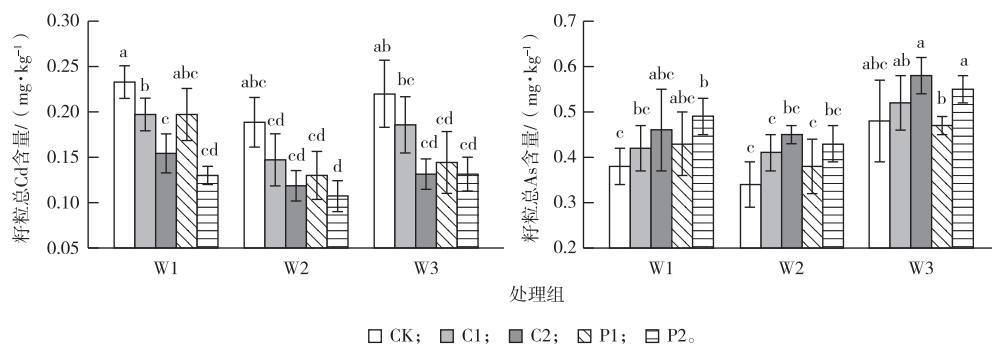 籽粒总Cd含量/(mg·kg⁻¹)
0.30
0.25
0.20
0.15
0.10
0.05
a b c abc cd
abc cd cd cd d
ab bc cd cd cd
W1 W2 W3
籽粒总As含量/(mg·kg⁻¹)
0.7
0.6
0.5
0.4
0.3
0.2
c bc abc abc b
c c bc c bc
abc ab a b a
W1 W2 W3
处理组
CK； C1； C2； P1； P2。